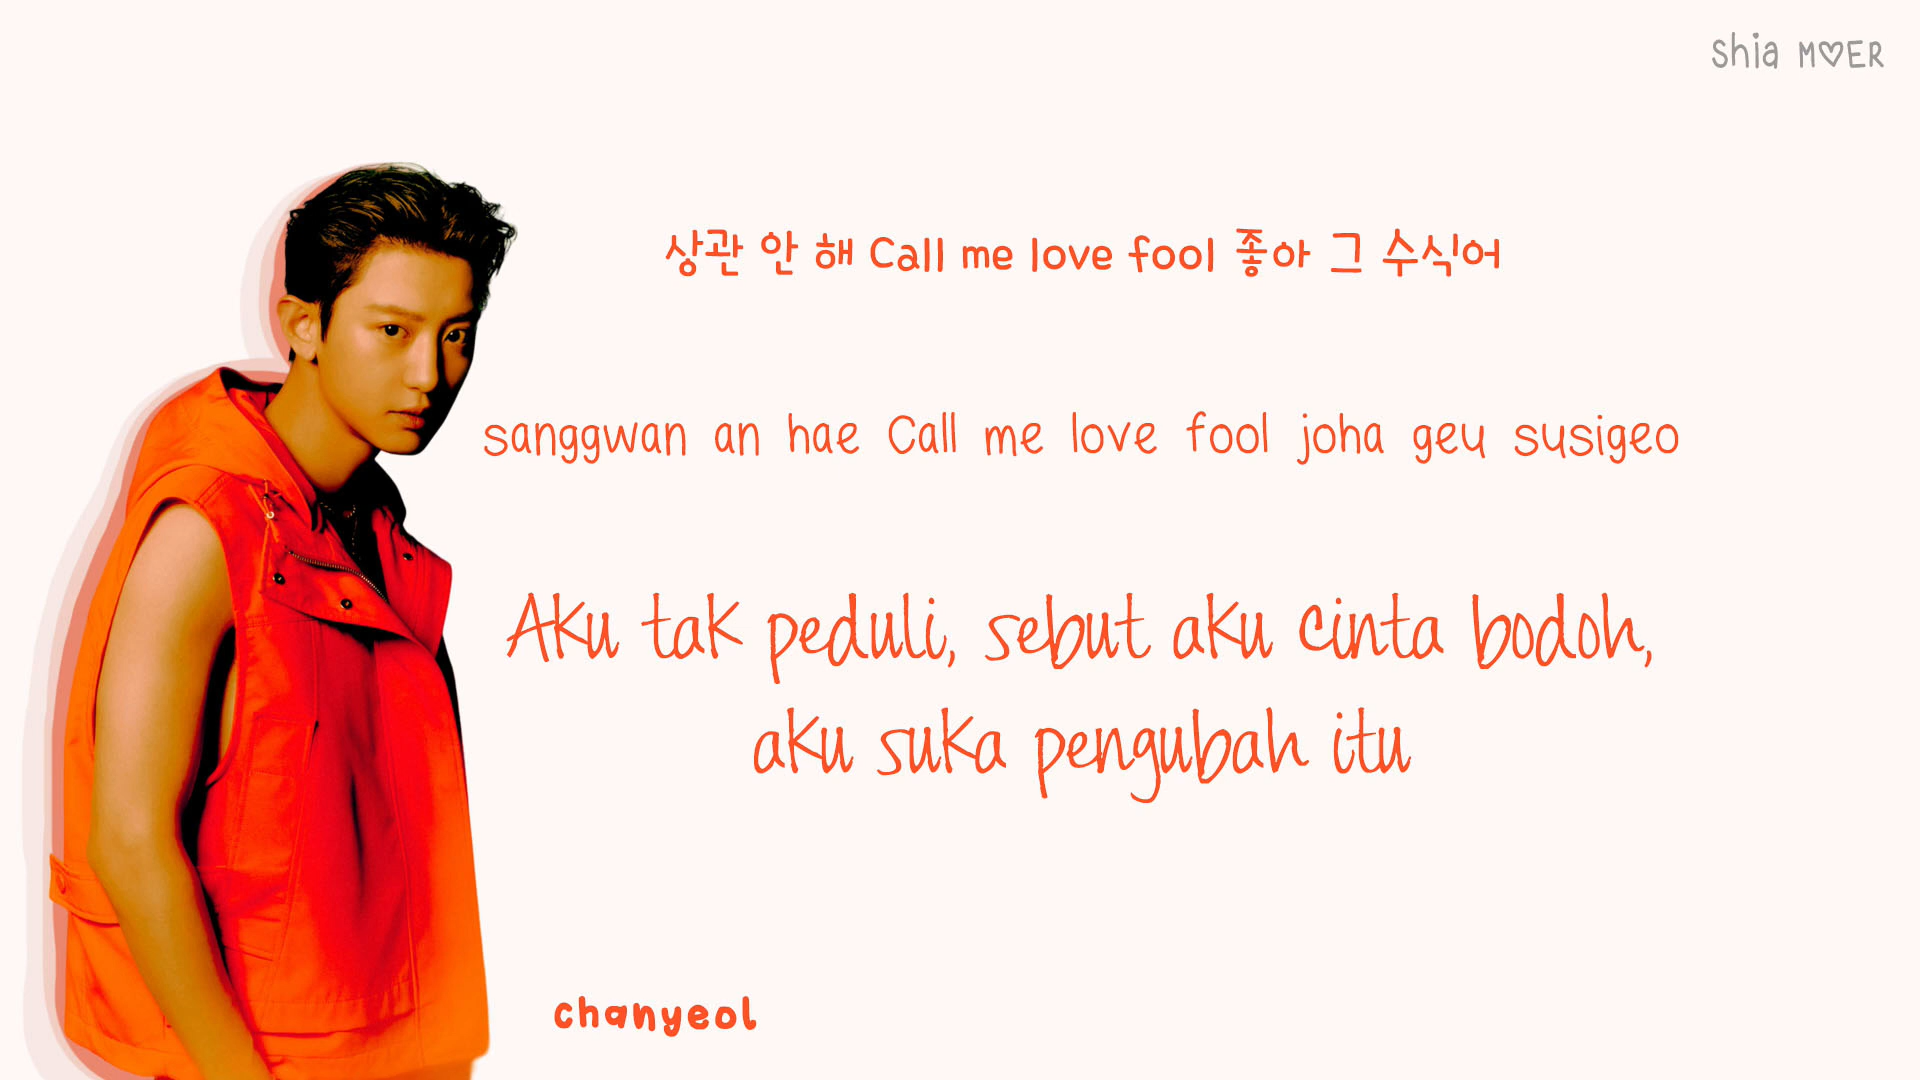 Shia M♡ER
상관 안 해 Call me love fool 좋아 그 수식어
sanggwan an hae Call me love fool joha geu susigeo
Aku tak peduli, sebut aku cinta bodoh,
aku suka pengubah itu
chanyeol